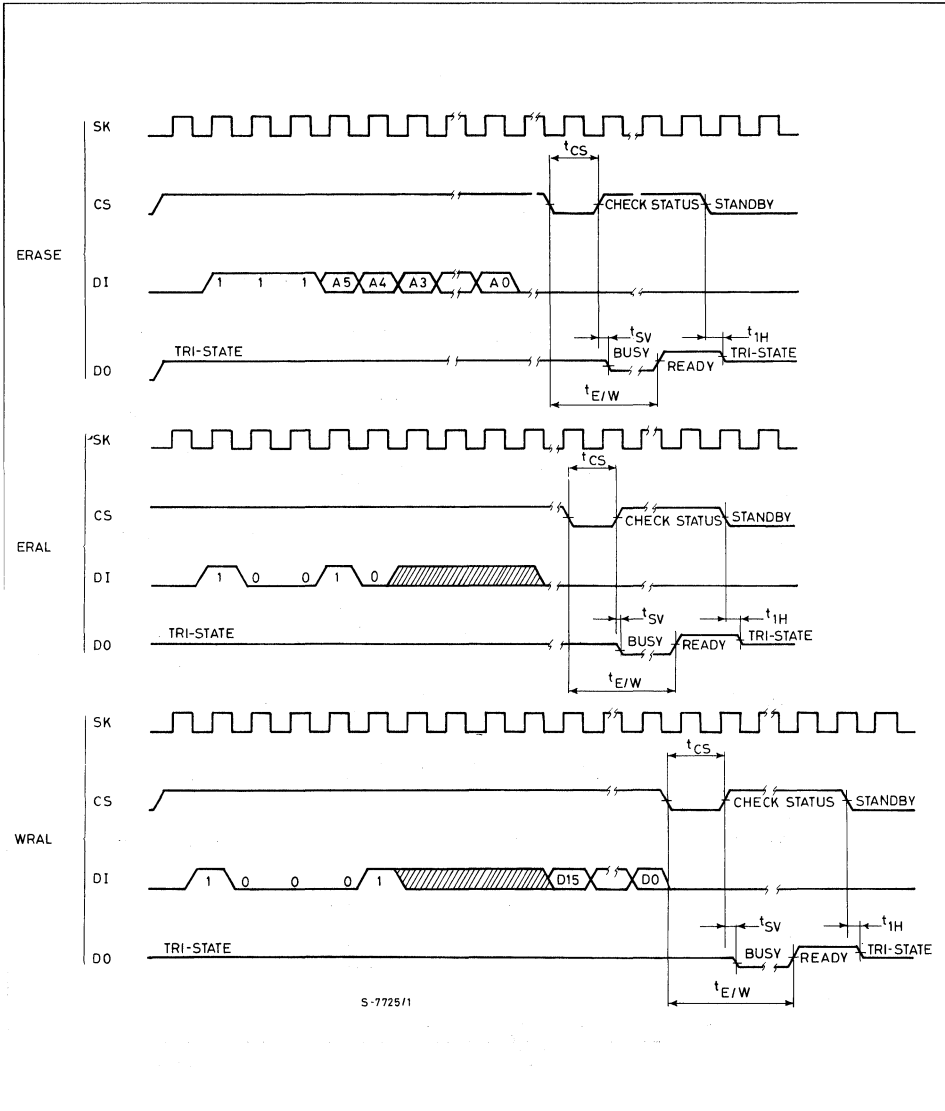 SK
tCS
CS
CHECK STATUS
STANDBY
ERASE
DI
1 1 1 A5 A4 A3 A0
tSV
t1H
TRI-STATE
BUSY
READY
TRI-STATE
DO
tE/W
SK
tCS
CS
CHECK STATUS
STANDBY
ERAL
DI
1 0 0 1 0
tSV
t1H
TRI-STATE
BUSY
READY
TRI-STATE
DO
tE/W
SK
tCS
CS
CHECK STATUS
STANDBY
WRAL
DI
1 0 0 0 1 D15 D0
tSV
t1H
TRI-STATE
BUSY
READY
TRI-STATE
DO
tE/W
S-7725/1